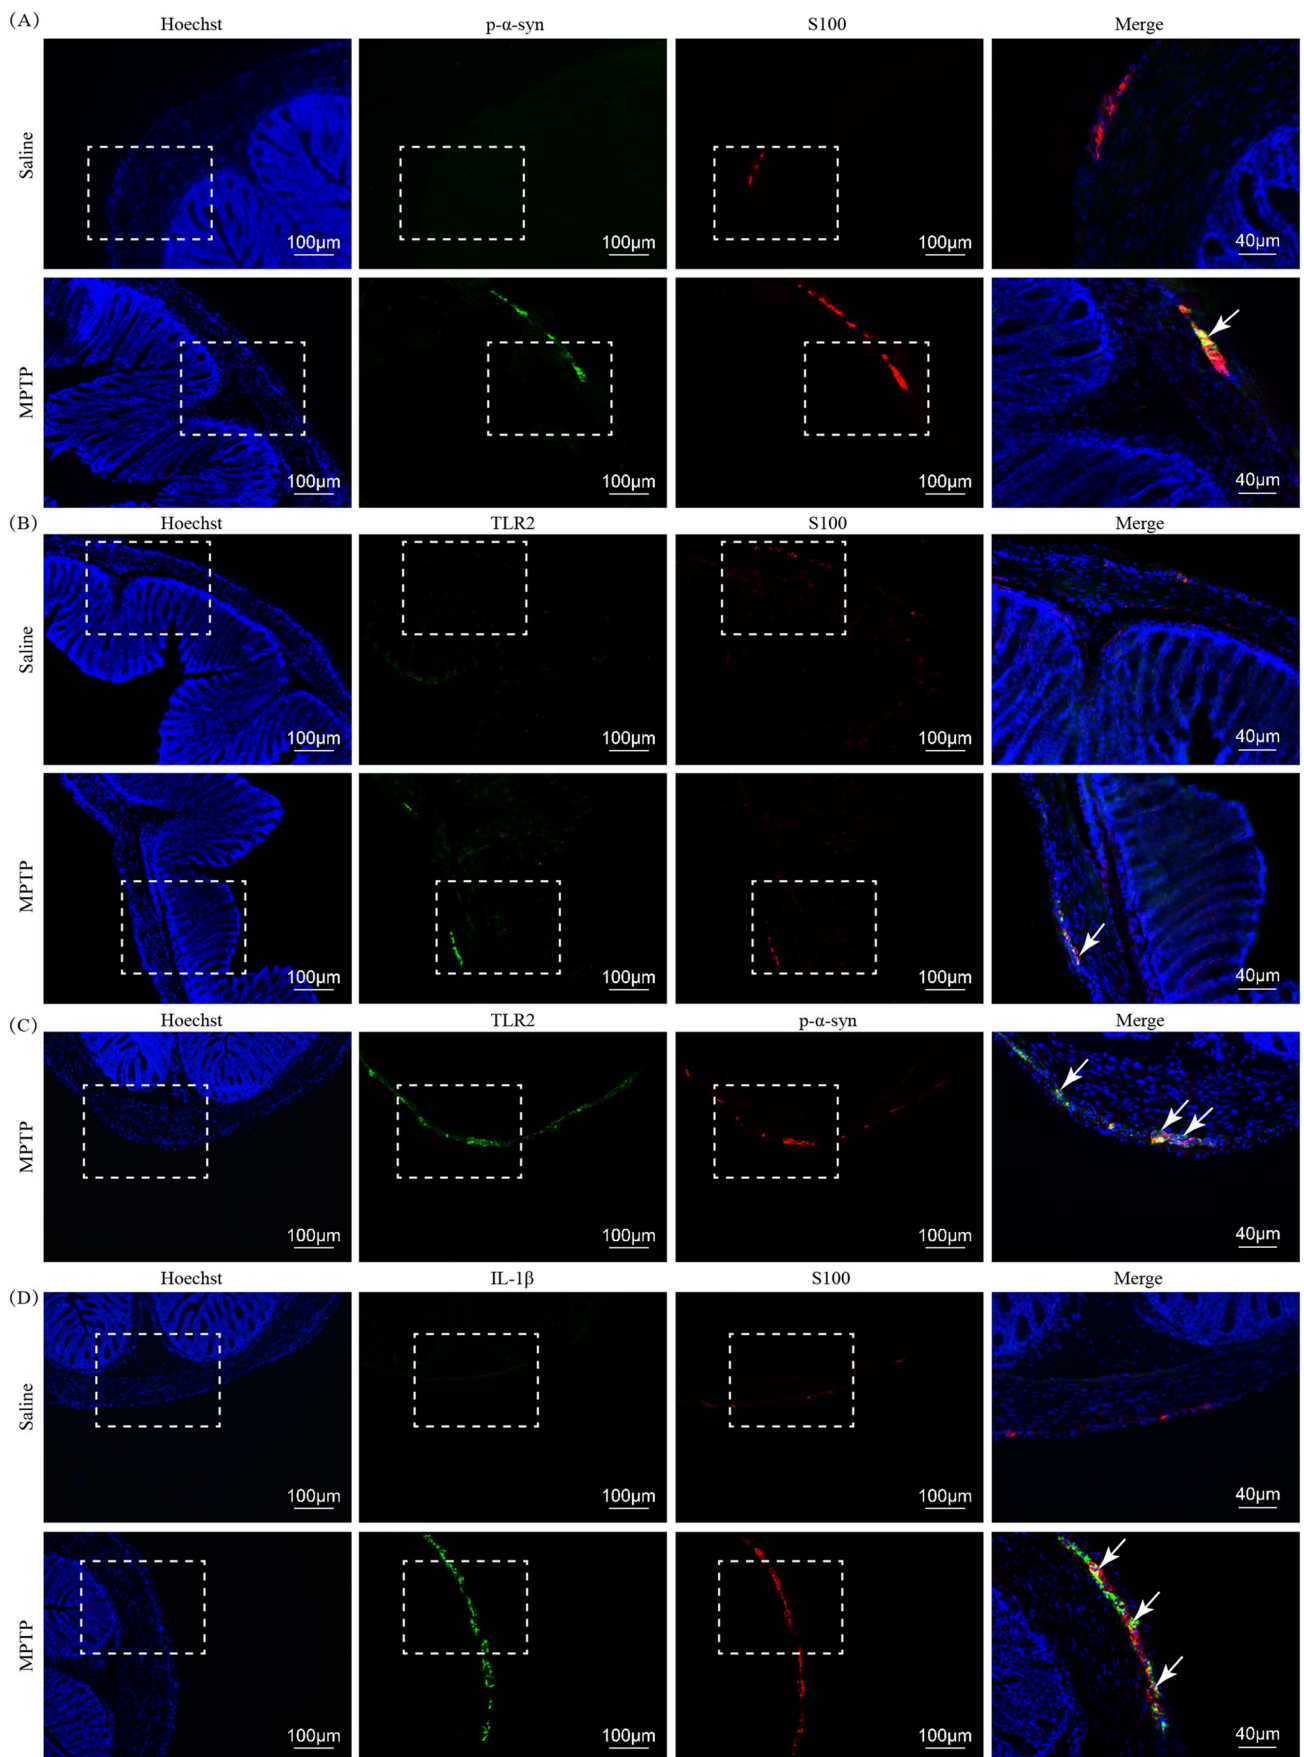 (A)
Hoechst p-α-syn S100 Merge
Saline
100μm 100μm 100μm 40μm
MPTP
100μm 100μm 100μm 40μm
(B)
Hoechst TLR2 S100 Merge
Saline
100μm 100μm 100μm 40μm
MPTP
100μm 100μm 100μm 40μm
(C)
Hoechst TLR2 p-α-syn Merge
MPTP
100μm 100μm 100μm 40μm
(D)
Hoechst IL-1β S100 Merge
Saline
100μm 100μm 100μm 40μm
MPTP
100μm 100μm 100μm 40μm